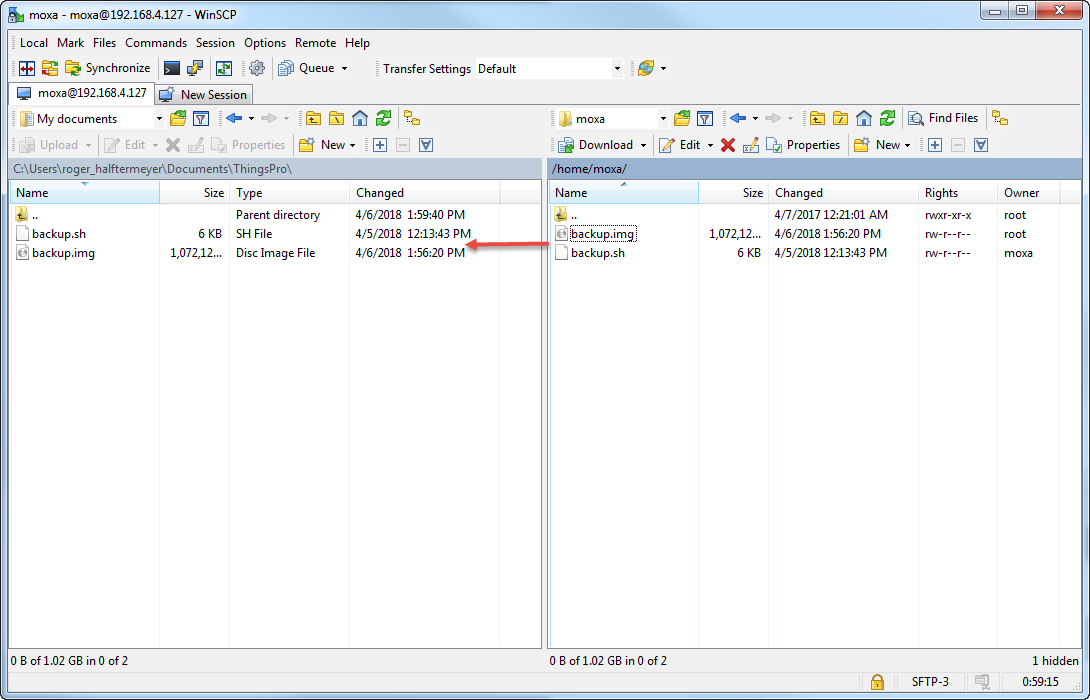 moxa - moxa@192.168.4.127 - WinSCP
Local Mark Files Commands Session Options Remote Help
Synchronize Queue Transfer Settings Default
moxa@192.168.4.127 New Session
My documents
moxa Find Files
Upload Edit Properties New
Download Edit Properties New
C:\Users\roger_halftermeyer\Documents\ThingsPro\
/home/moxa/
Name Size Type Changed
.. Parent directory 4/6/2018 1:59:40 PM
backup.sh 6 KB SH File 4/5/2018 12:13:43 PM
backup.img 1,072,12... Disc Image File 4/6/2018 1:56:20 PM
Name Size Changed Rights Owner
.. 4/7/2017 12:21:01 AM rwxr-xr-x root
backup.img 1,072,12... 4/6/2018 1:56:20 PM rw-r--r-- root
backup.sh 6 KB 4/5/2018 12:13:43 PM rw-r--r-- moxa
0 B of 1.02 GB in 0 of 2
0 B of 1.02 GB in 0 of 2 1 hidden
SFTP-3 0:59:15